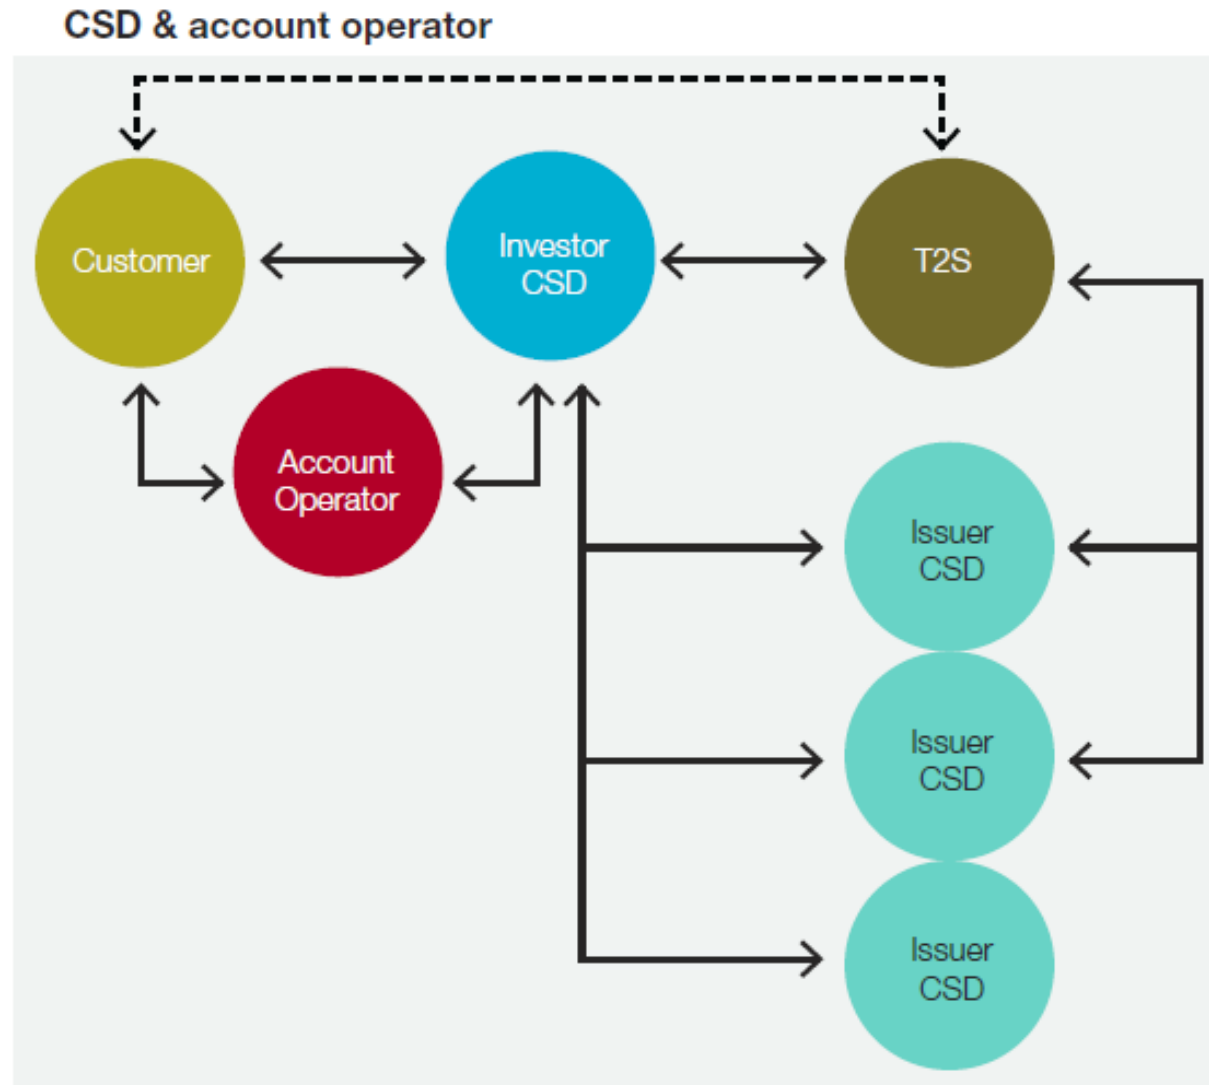 CSD & account operator
Customer
Investor
CSD
T2S
Account
Operator
Issuer
CSD
Issuer
CSD
Issuer
CSD